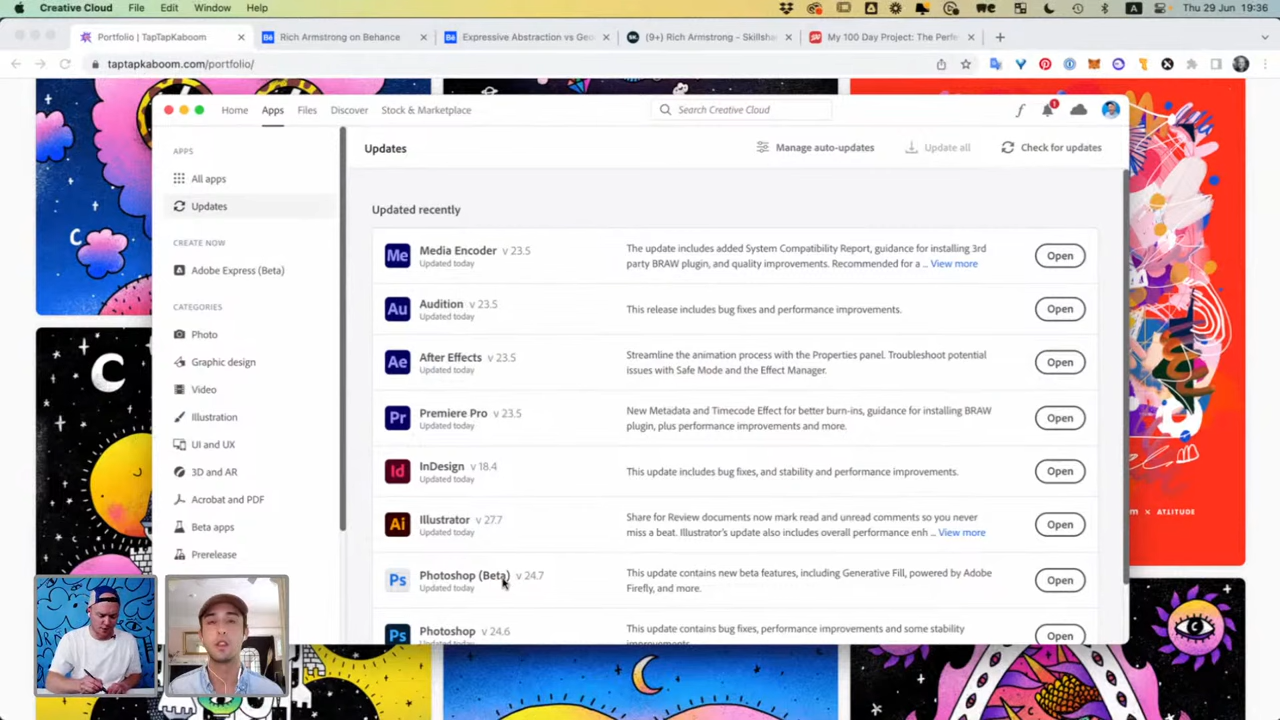 Creative Cloud File Edit Window Help
A Thu 29 Jun 19:36
Portfolio | TapTapKaboom
Rich Armstrong on Behance
Expressive Abstraction vs Geo
(9+) Rich Armstrong - Skillsha
My 100 Day Project: The Perfe
taptapkaboom.com/portfolio/
Home Apps Files Discover Stock & Marketplace
Search Creative Cloud
1
APPS
All apps
Updates
CREATE NOW
Adobe Express (Beta)
CATEGORIES
Photo
Graphic design
Video
Illustration
UI and UX
3D and AR
Acrobat and PDF
Beta apps
Prerelease
Updates
Manage auto-updates
Update all
Check for updates
Updated recently
Me Media Encoder v 23.5
Updated today
The update includes added System Compatibility Report, guidance for installing 3rd
party BRAW plugin, and quality improvements. Recommended for a ... View more
Open
Au Audition v 23.5
Updated today
This release includes bug fixes and performance improvements.
Open
Ae After Effects v 23.5
Updated today
Streamline the animation process with the Properties panel. Troubleshoot potential
issues with Safe Mode and the Effect Manager.
Open
Pr Premiere Pro v 23.5
Updated today
New Metadata and Timecode Effect for better burn-ins, guidance for installing BRAW
plugin, plus performance improvements and more.
Open
Id InDesign v 18.4
Updated today
This update includes bug fixes, and stability and performance improvements.
Open
Ai Illustrator v 27.7
Updated today
Share for Review documents now mark read and unread comments so you never
miss a beat. Illustrator's update also includes overall performance enh ... View more
Open
Ps Photoshop (Beta) v 24.7
Updated today
This update contains new beta features, including Generative Fill, powered by Adobe
Firefly, and more.
Open
Ps Photoshop v 24.6
Updated today
This update contains bug fixes, performance improvements and some stability
improvements.
Open
m × ATLITUDE